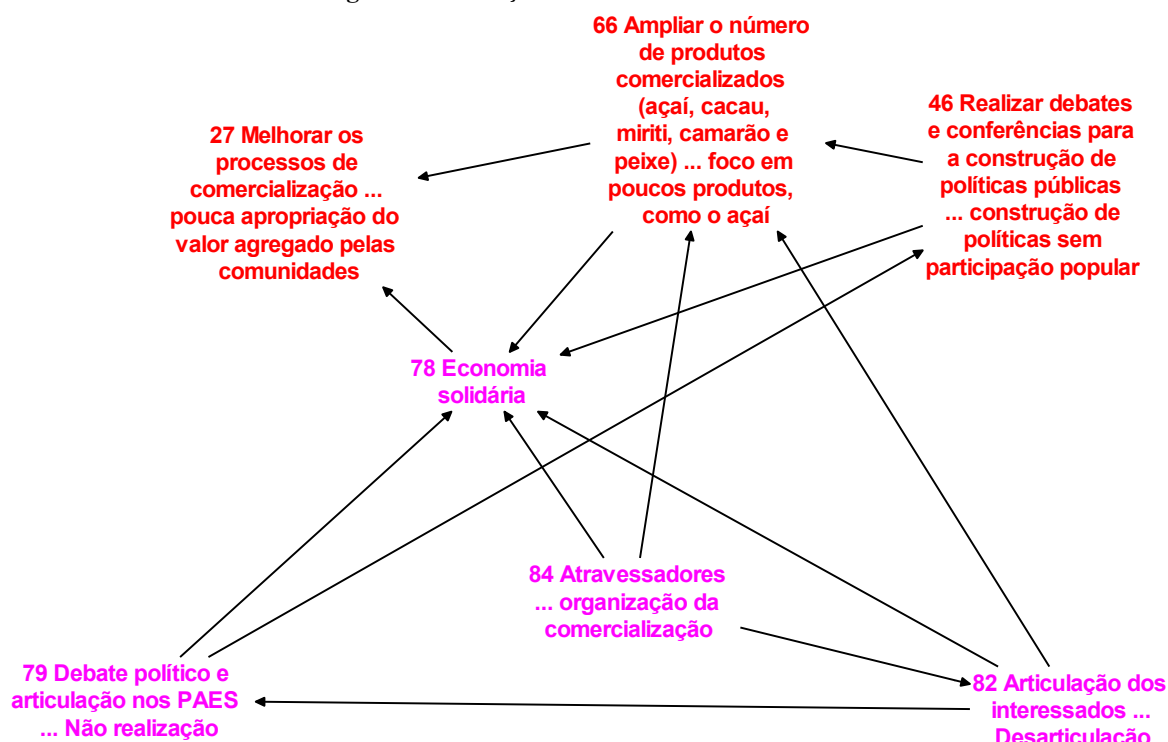 66 Ampliar o número
de produtos
comercializados
(açaí, cacau,
miriti, camarão e
peixe) ... foco em
poucos produtos,
como o açaí
46 Realizar debates
e conferências para
a construção de
políticas públicas
... construção de
políticas sem
participação popular
27 Melhorar os
processos de
comercialização ...
pouca apropriação do
valor agregado pelas
comunidades
78 Economia
solidária
84 Atravessadores
... organização da
comercialização
79 Debate político e
articulação nos PAES
... Não realização
82 Articulação dos
interessados ...
Desarticulação